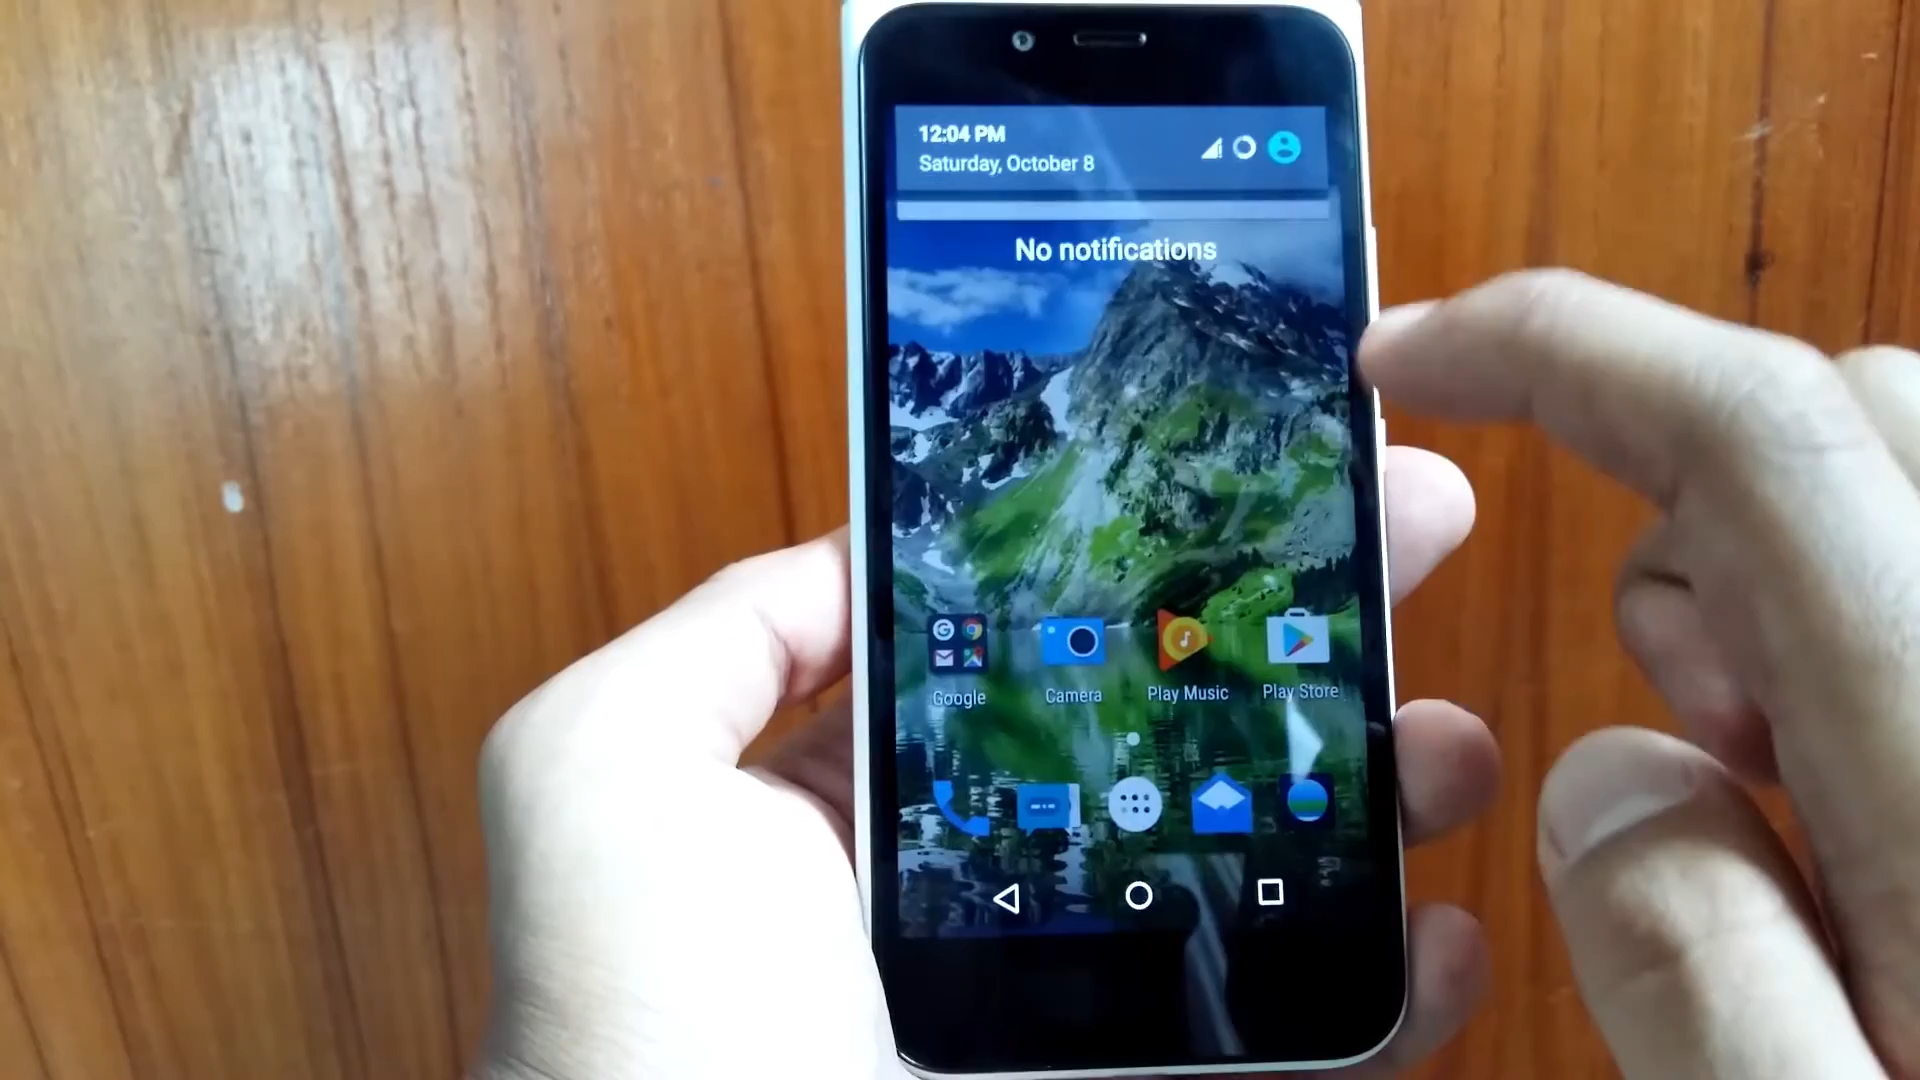 12:04 PM
Saturday, October 8
No notifications
Google
Camera
Play Music
Play Store